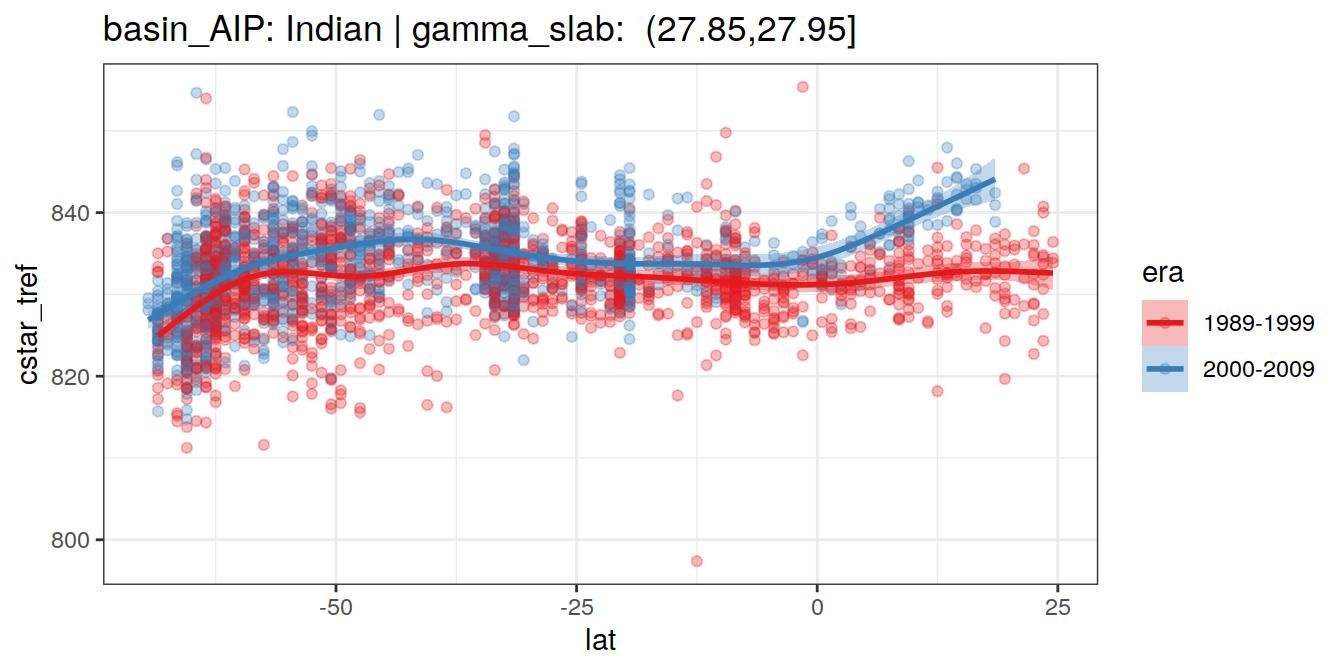 basin_AIP: Indian | gamma_slab:  (27.85,27.95]
cstar_tref
840
820
800
-50
-25
0
25
lat
era
1989-1999
2000-2009